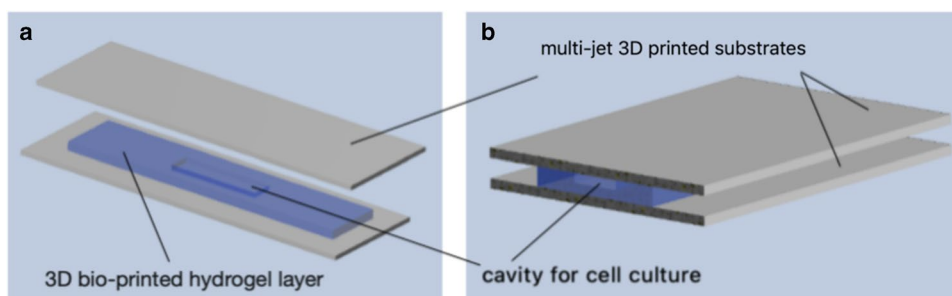 a
b
multi-jet 3D printed substrates
3D bio-printed hydrogel layer
cavity for cell culture